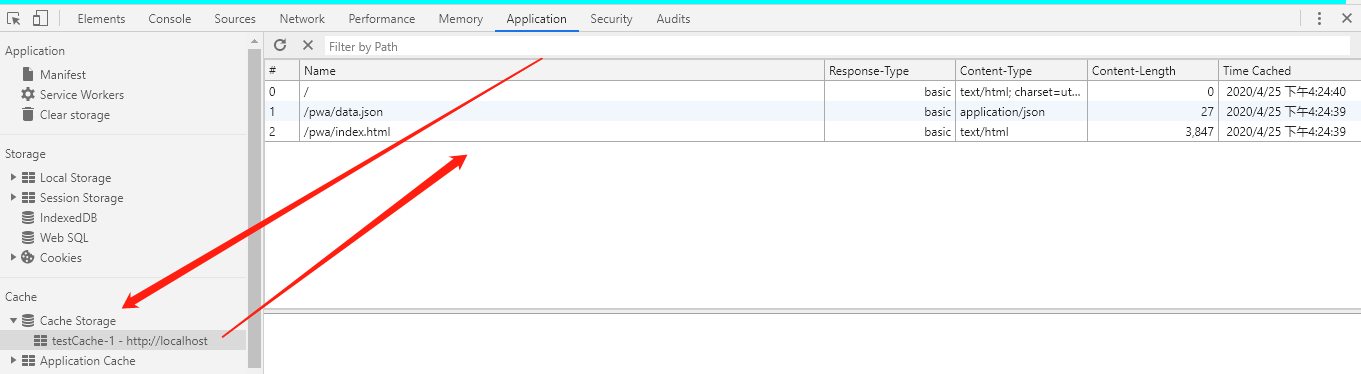 Elements Console Sources Network Performance Memory Application Security Audits
Application
Manifest
Service Workers
Clear storage
Storage
Local Storage
Session Storage
IndexedDB
Web SQL
Cookies
Cache
Cache Storage
testCache-1 - http://localhost
Application Cache
Filter by Path
# Name Response-Type Content-Type Content-Length Time Cached
0 / basic text/html; charset=ut... 0 2020/4/25 下午4:24:40
1 /pwa/data.json basic application/json 27 2020/4/25 下午4:24:39
2 /pwa/index.html basic text/html 3,847 2020/4/25 下午4:24:39